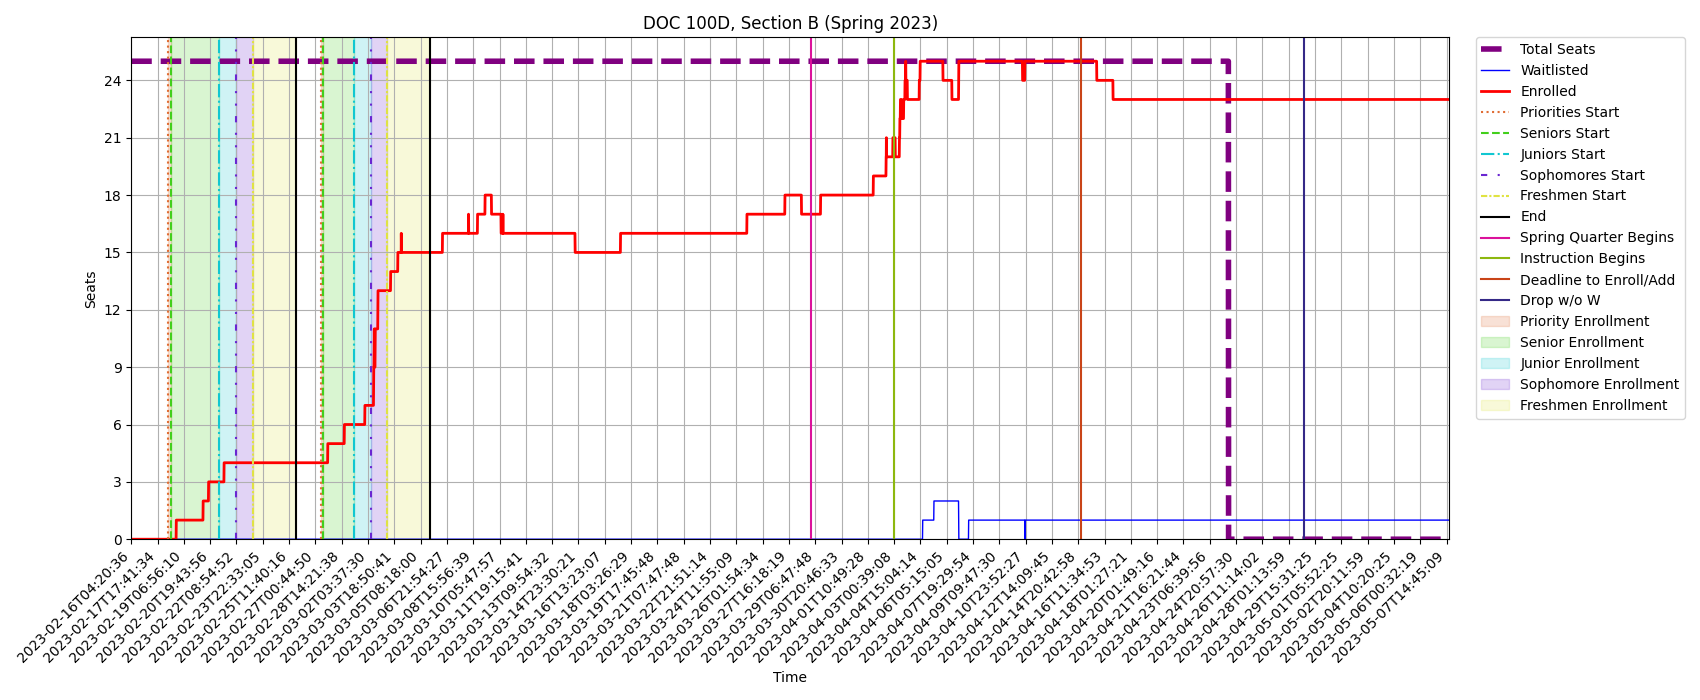 DOC 100D, Section B (Spring 2023)
Seats
24
21
18
15
12
9
6
3
0
2023-02-16T04:20:36
2023-02-17T17:41:34
2023-02-19T06:56:10
2023-02-20T19:43:56
2023-02-22T08:54:52
2023-02-23T22:33:05
2023-02-25T11:40:16
2023-02-27T00:44:50
2023-02-28T14:21:38
2023-03-02T03:37:30
2023-03-03T18:50:41
2023-03-05T08:18:00
2023-03-06T21:54:27
2023-03-08T15:56:39
2023-03-10T05:47:57
2023-03-11T19:15:41
2023-03-13T09:54:32
2023-03-14T23:30:21
2023-03-16T13:23:07
2023-03-18T03:26:29
2023-03-19T17:45:48
2023-03-21T07:47:48
2023-03-22T21:51:14
2023-03-24T11:55:09
2023-03-26T01:54:34
2023-03-27T16:18:19
2023-03-29T06:47:48
2023-03-30T20:46:33
2023-04-01T10:49:28
2023-04-03T00:39:08
2023-04-04T15:04:14
2023-04-06T05:15:05
2023-04-07T19:29:54
2023-04-09T09:47:30
2023-04-10T23:52:27
2023-04-12T14:09:45
2023-04-14T20:42:58
2023-04-16T11:34:53
2023-04-18T01:27:21
2023-04-20T01:49:16
2023-04-21T16:21:44
2023-04-23T06:39:56
2023-04-24T20:57:30
2023-04-26T11:14:02
2023-04-28T01:13:59
2023-04-29T15:31:25
2023-05-01T05:52:25
2023-05-02T20:11:59
2023-05-04T10:20:25
2023-05-06T00:32:19
2023-05-07T14:45:09
Time
Total Seats
Waitlisted
Enrolled
Priorities Start
Seniors Start
Juniors Start
Sophomores Start
Freshmen Start
End
Spring Quarter Begins
Instruction Begins
Deadline to Enroll/Add
Drop w/o W
Priority Enrollment
Senior Enrollment
Junior Enrollment
Sophomore Enrollment
Freshmen Enrollment